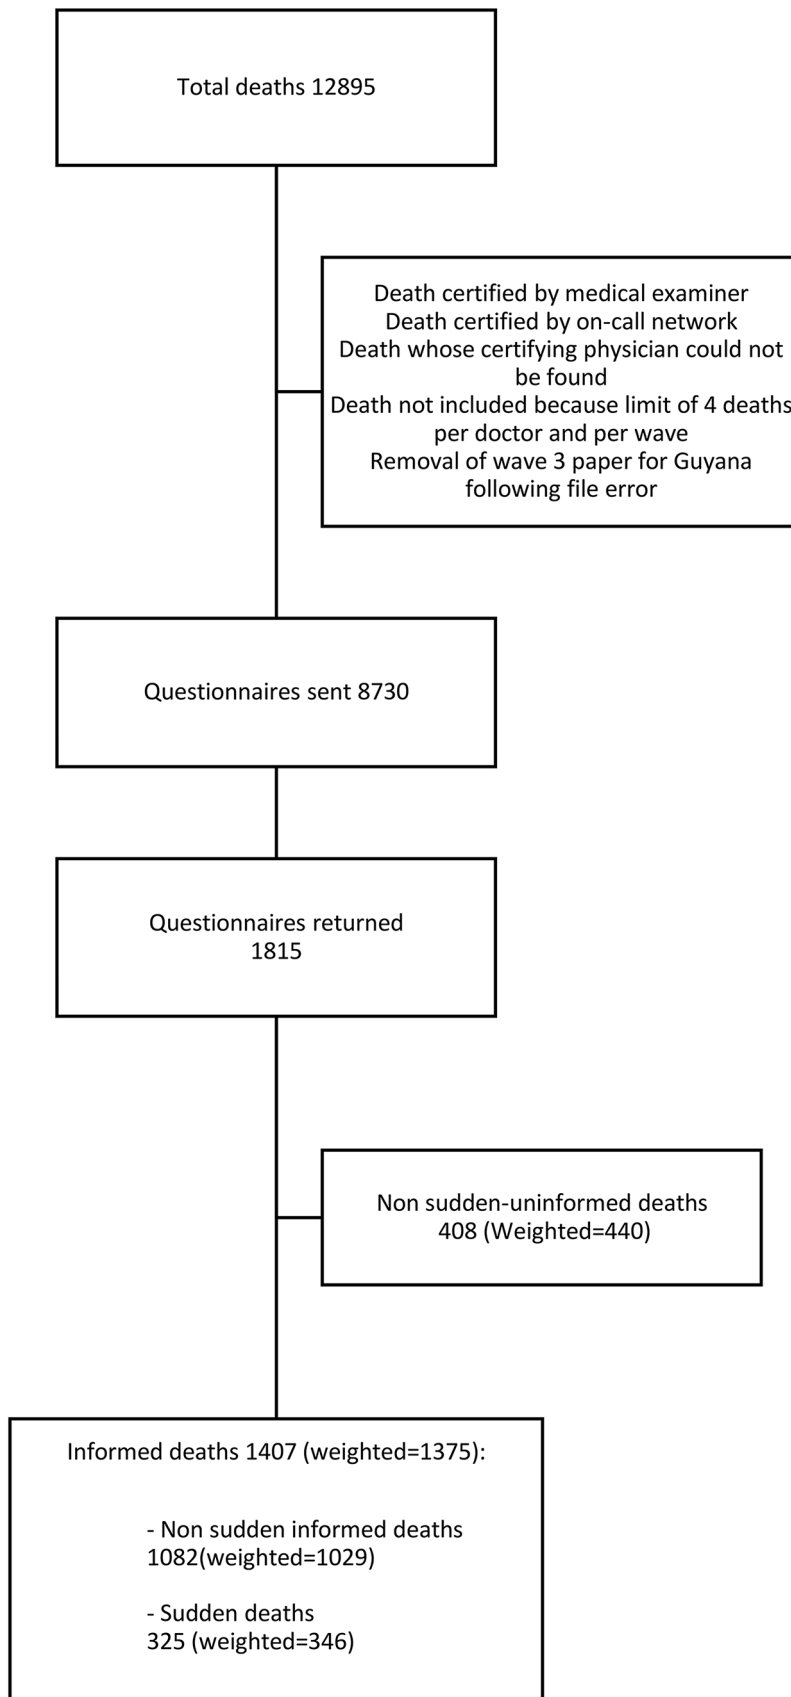 Total deaths 12895
Death certified by medical examiner
Death certified by on-call network
Death whose certifying physician could not
be found
Death not included because limit of 4 deaths
per doctor and per wave
Removal of wave 3 paper for Guyana
following file error
Questionnaires sent 8730
Questionnaires returned
1815
Non sudden-uninformed deaths
408 (Weighted=440)
Informed deaths 1407 (weighted=1375):
- Non sudden informed deaths
1082(weighted=1029)
- Sudden deaths
325 (weighted=346)